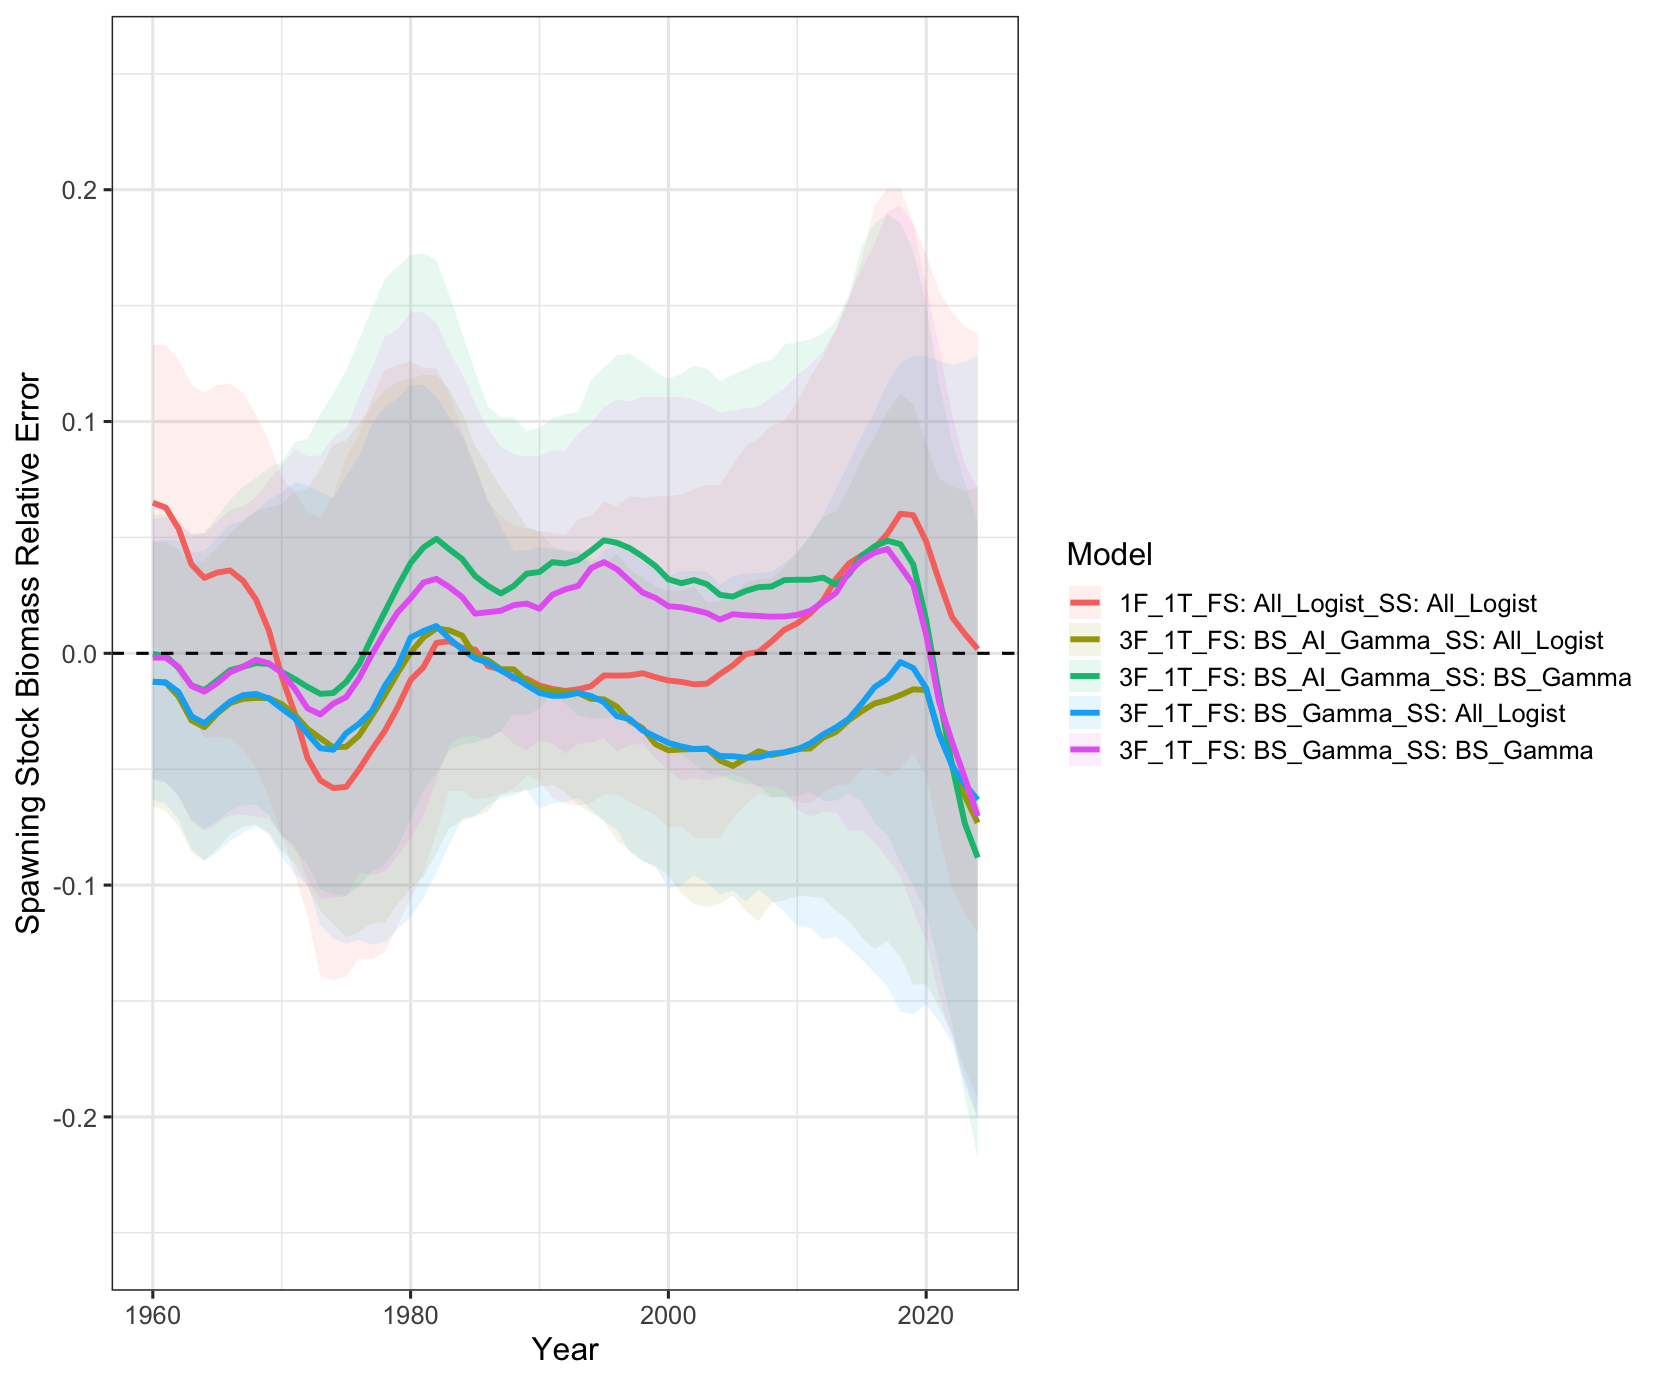 Spawning Stock Biomass Relative Error
0.2
0.1
0.0
-0.1
-0.2
1960
1980
2000
2020
Year
Model
1F_1T_FS: All_Logist_SS: All_Logist
3F_1T_FS: BS_AI_Gamma_SS: All_Logist
3F_1T_FS: BS_AI_Gamma_SS: BS_Gamma
3F_1T_FS: BS_Gamma_SS: All_Logist
3F_1T_FS: BS_Gamma_SS: BS_Gamma